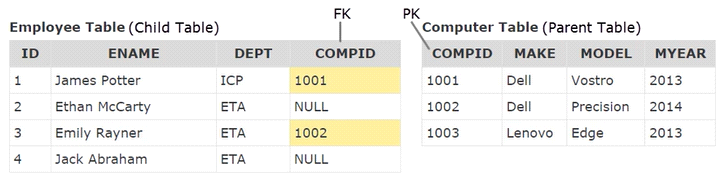 FK PK
Employee Table (Child Table) Computer Table (Parent Table)
ID ENAME DEPT COMPID COMPID MAKE MODEL MYEAR
1 James Potter ICP 1001 1001 Dell Vostro 2013
2 Ethan McCarty ETA NULL 1002 Dell Precision 2014
3 Emily Rayner ETA 1002 1003 Lenovo Edge 2013
4 Jack Abraham ETA NULL